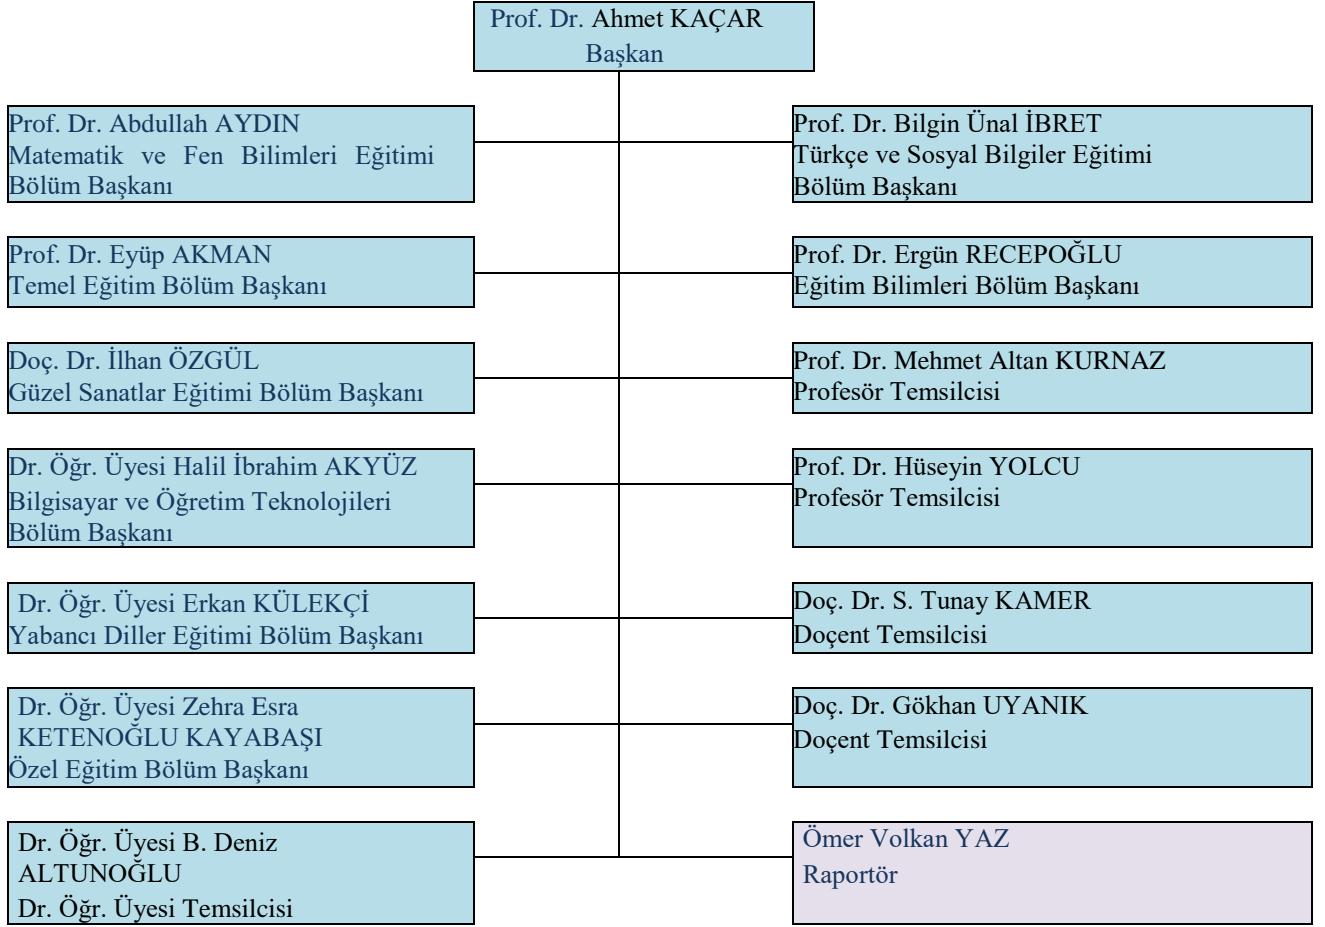 Prof. Dr. Ahmet KAÇAR
Başkan
Prof. Dr. Abdullah AYDIN
Matematik ve Fen Bilimleri Eğitimi
Bölüm Başkanı
Prof. Dr. Bilgin Ünal İBRET
Türkçe ve Sosyal Bilgiler Eğitimi
Bölüm Başkanı
Prof. Dr. Eyüp AKMAN
Temel Eğitim Bölüm Başkanı
Prof. Dr. Ergün RECEPOĞLU
Eğitim Bilimleri Bölüm Başkanı
Doç. Dr. İlhan ÖZGÜL
Güzel Sanatlar Eğitimi Bölüm Başkanı
Prof. Dr. Mehmet Altan KURNAZ
Profesör Temsilcisi
Dr. Öğr. Üyesi Halil İbrahim AKYÜZ
Bilgisayar ve Öğretim Teknolojileri
Bölüm Başkanı
Prof. Dr. Hüseyin YOLCU
Profesör Temsilcisi
Dr. Öğr. Üyesi Erkan KÜLEKÇİ
Yabancı Diller Eğitimi Bölüm Başkanı
Doç. Dr. S. Tunay KAMER
Doçent Temsilcisi
Dr. Öğr. Üyesi Zehra Esra
KETENOĞLU KAYABAŞI
Özel Eğitim Bölüm Başkanı
Doç. Dr. Gökhan UYANIK
Doçent Temsilcisi
Dr. Öğr. Üyesi B. Deniz
ALTUNOĞLU
Dr. Öğr. Üyesi Temsilcisi
Ömer Volkan YAZ
Raportör